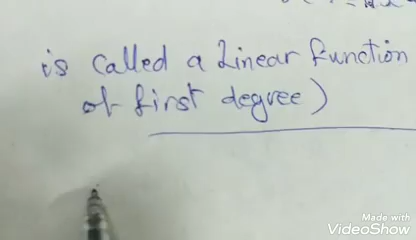 is called a Linear function
of first degree)
Made with
VideoShow